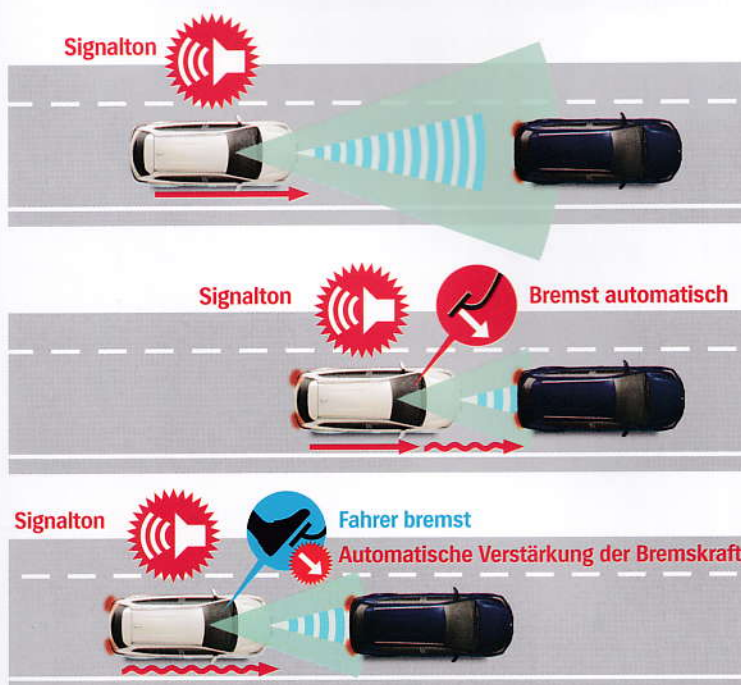 Signalton
Signalton
Bremst automatisch
Signalton
Fahrer bremst
Automatische Verstärkung der Bremskraft